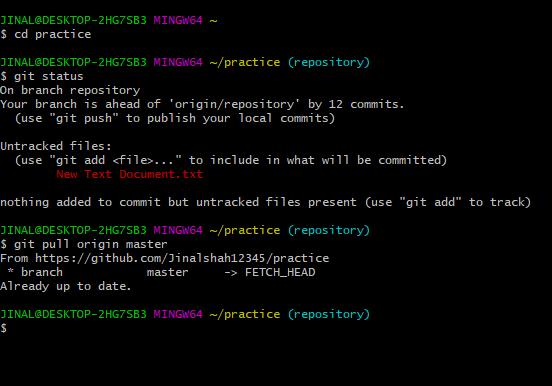 JINAL@DESKTOP-2HG7SB3 MINGW64 ~
$ cd practice
JINAL@DESKTOP-2HG7SB3 MINGW64 ~/practice (repository)
$ git status
On branch repository
Your branch is ahead of 'origin/repository' by 12 commits.
  (use "git push" to publish your local commits)
Untracked files:
  (use "git add <file>..." to include in what will be committed)
        New Text Document.txt
nothing added to commit but untracked files present (use "git add" to track)
JINAL@DESKTOP-2HG7SB3 MINGW64 ~/practice (repository)
$ git pull origin master
From https://github.com/Jinalshah12345/practice
 * branch            master     -> FETCH_HEAD
Already up to date.
JINAL@DESKTOP-2HG7SB3 MINGW64 ~/practice (repository)
$